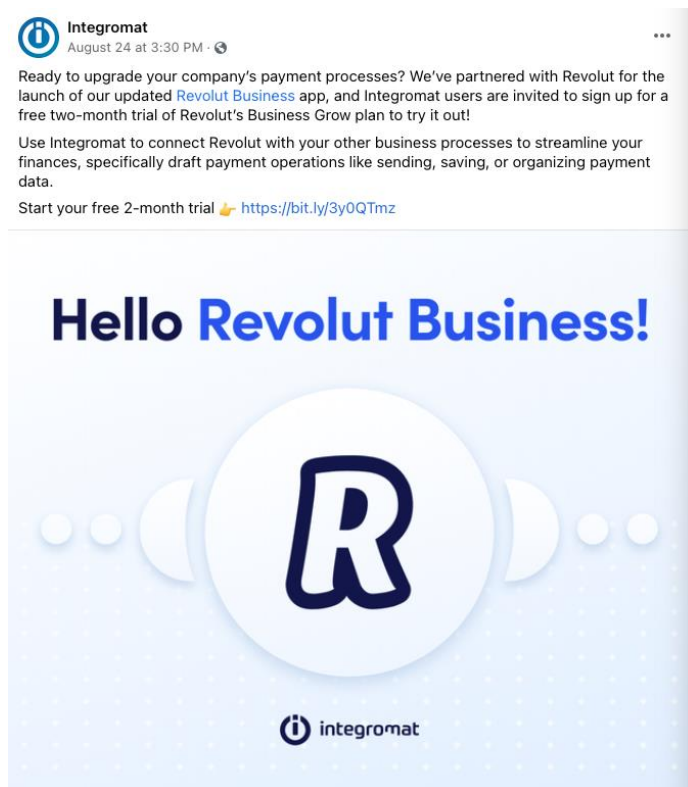 Integromat
August 24 at 3:30 PM ·
Ready to upgrade your company's payment processes? We've partnered with Revolut for the
launch of our updated Revolut Business app, and Integromat users are invited to sign up for a
free two-month trial of Revolut's Business Grow plan to try it out!
Use Integromat to connect Revolut with your other business processes to streamline your
finances, specifically draft payment operations like sending, saving, or organizing payment
data.
Start your free 2-month trial 👉 https://bit.ly/3y0QTmz
Hello Revolut Business!
R
integromat